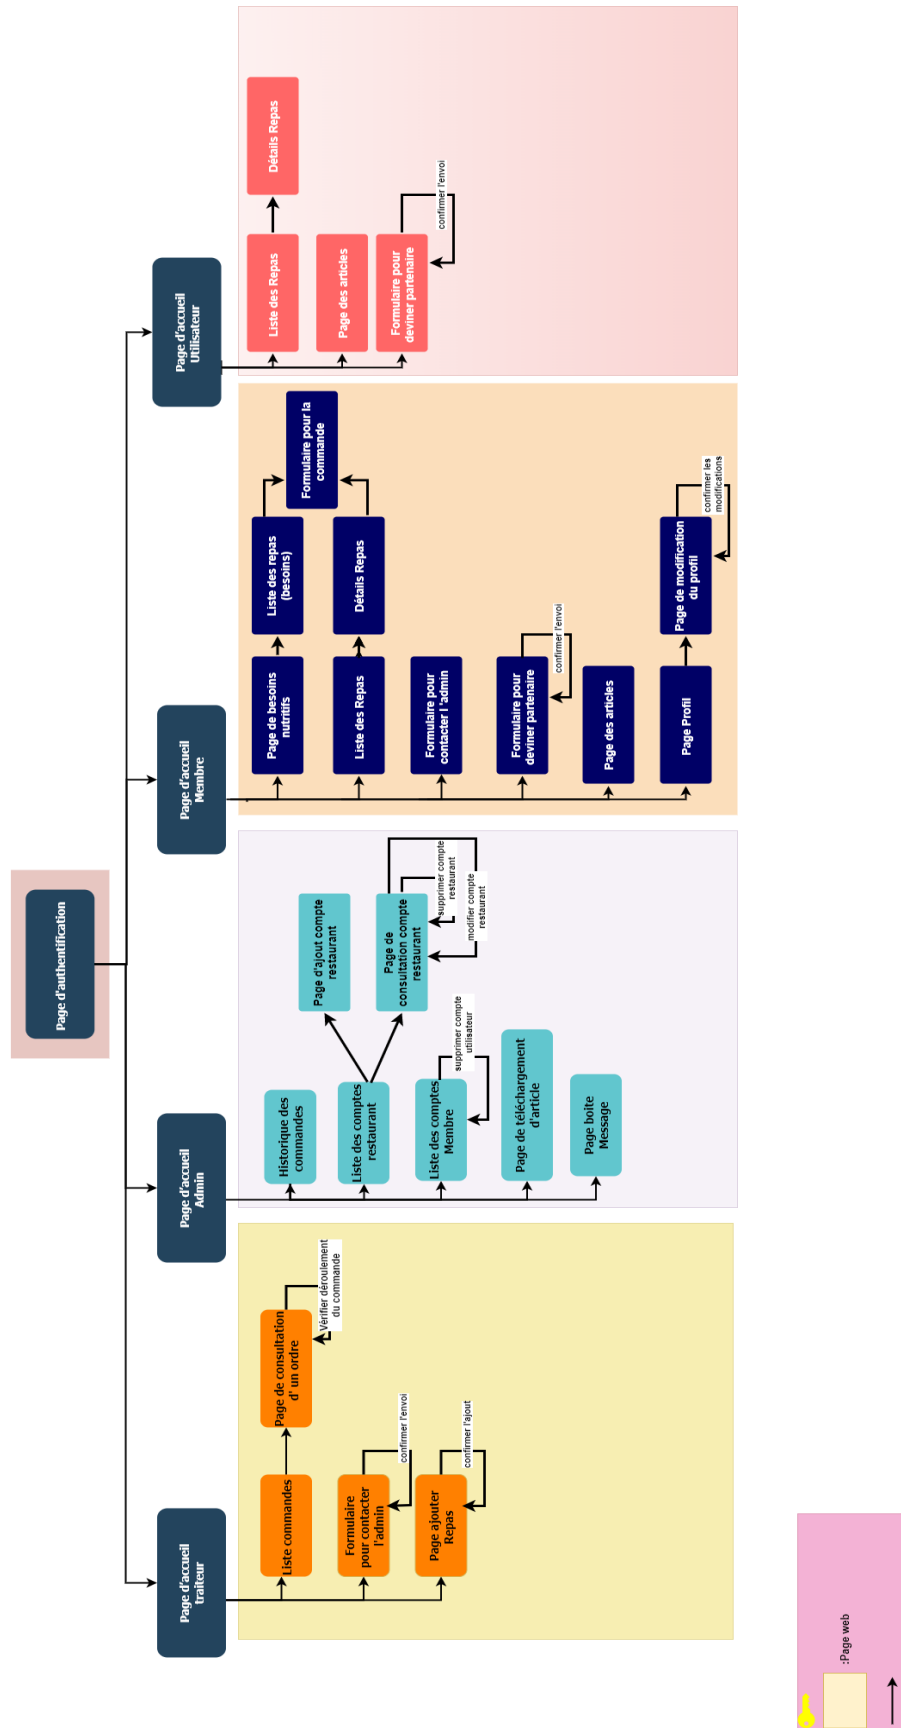 Page d'authentification
Page d'accueil
traiteur
Page d'accueil
Admin
Page d'accueil
Membre
Page d'accueil
Utilisateur
Liste commandes
Page de consultation
d' un ordre
Vérifier déroulement
du commande
Formulaire
pour contacter
l'admin
confirmer l'envoi
Page ajouter
Repas
confirmer l'ajout
Historique des
commandes
Liste des comptes
restaurant
Page d'ajout compte
restaurant
Page de
consultation compte
restaurant
supprimer compte
restaurant
modifier compte
restaurant
Liste des comptes
Membre
supprimer compte
utilisateur
Page de téléchargement
d'article
Page boite
Message
Page de besoins
nutritifs
Liste des repas
(besoins)
Formulaire pour la
commande
Liste des Repas
Détails Repas
Formulaire pour
contacter l 'admin
Formulaire pour
deviner partenaire
confirmer l'envoi
Page des articles
Page Profil
Page de modification
du profil
confirmer les
modifications
Liste des Repas
Détails Repas
Page des articles
Formulaire pour
deviner partenaire
confirmer l'envoi
:Page web